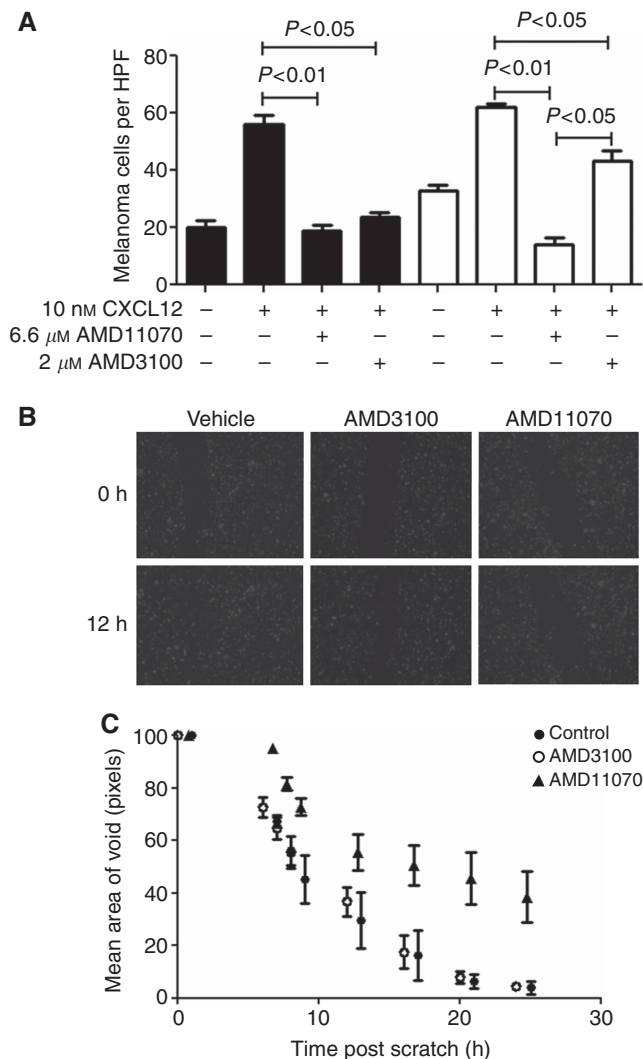 A
Melanoma cells per HPF
80
60
40
20
0
P<0.05
P<0.01
P<0.05
P<0.01
P<0.05
10 nM CXCL12 – + + + – + + +
6.6 μM AMD11070 – – + – – – + –
2 μM AMD3100 – – – + – – – +
B
Vehicle AMD3100 AMD11070
0 h
12 h
C
Mean area of void (pixels)
100
80
60
40
20
0
Control
AMD3100
AMD11070
0 10 20 30
Time post scratch (h)